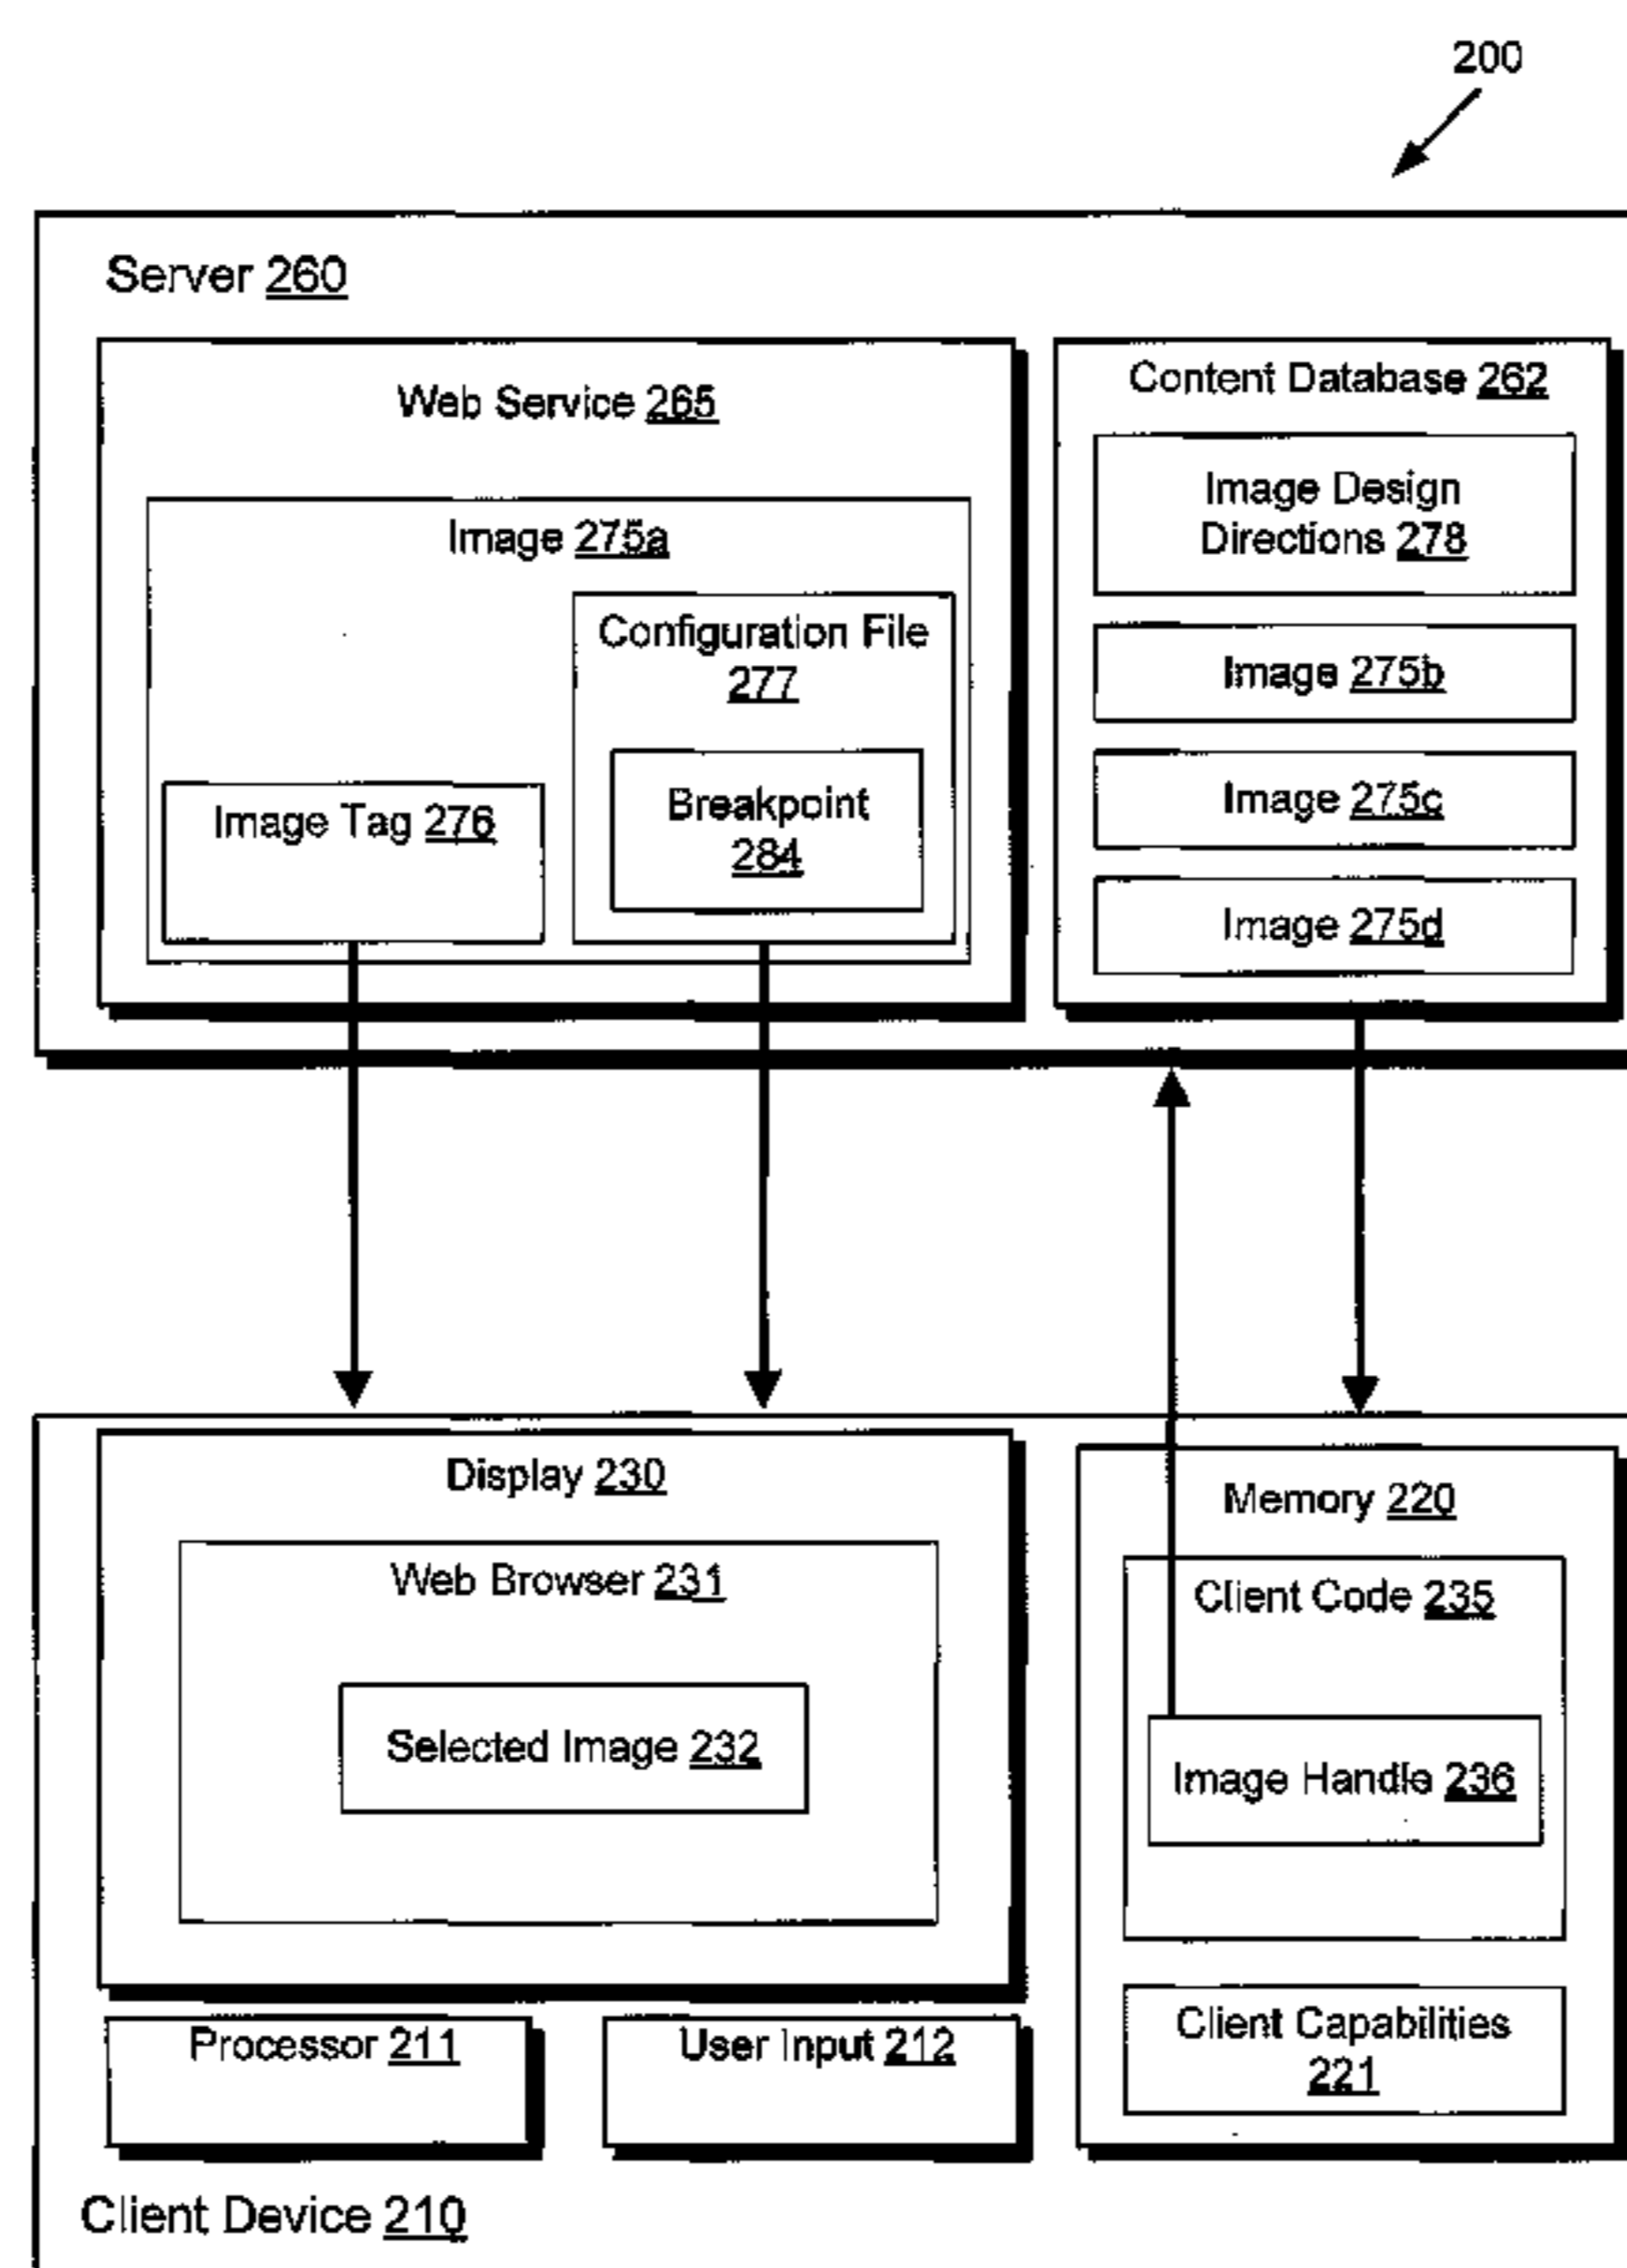 200
Server 260
Web Service 265
Image 275a
Configuration File
277
Breakpoint
284
Image Tag 276
Content Database 262
Image Design
Directions 278
Image 275b
Image 275c
Image 275d
Display 230
Web Browser 231
Selected Image 232
Memory 220
Client Code 235
Image Handle 236
Client Capabilities
221
Processor 211
User Input 212
Client Device 210